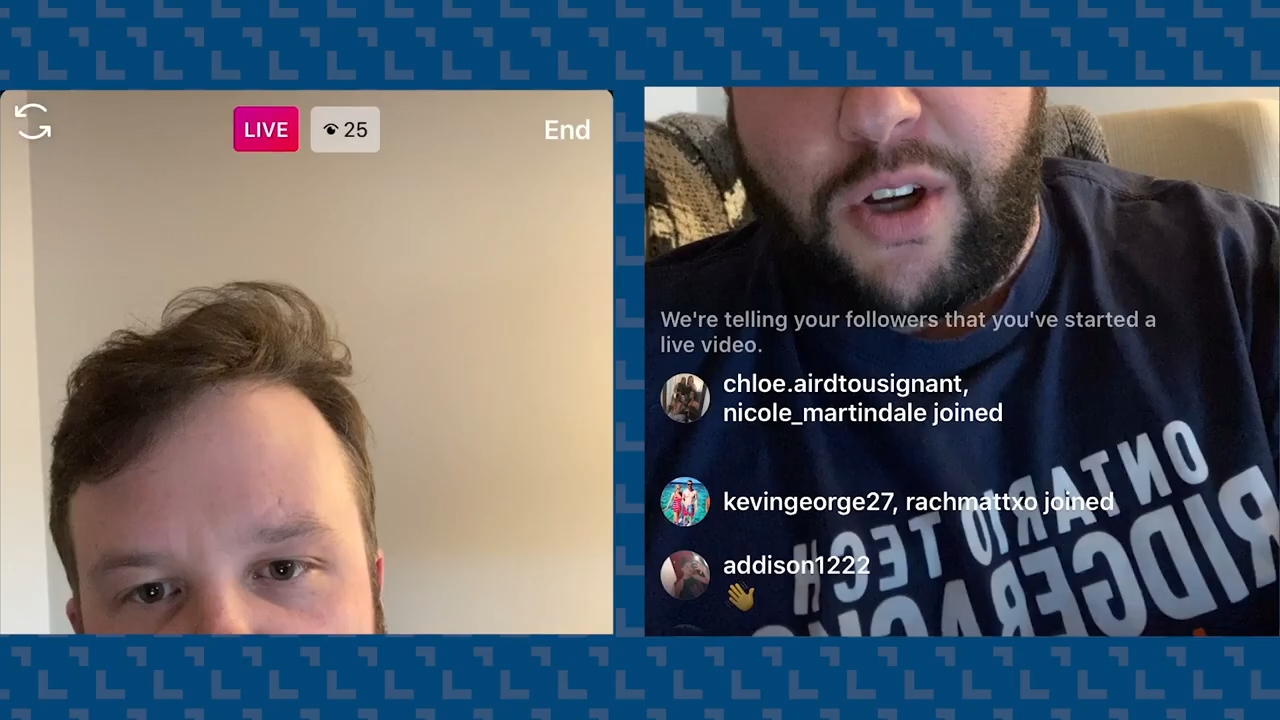 LIVE
25
End
We're telling your followers that you've started a
live video.
chloe.airdtousignant,
nicole_martindale joined
kevingeorge27, rachmattxo joined
addison1222
👋
ONTARIO TECH
RIDGEBACKS